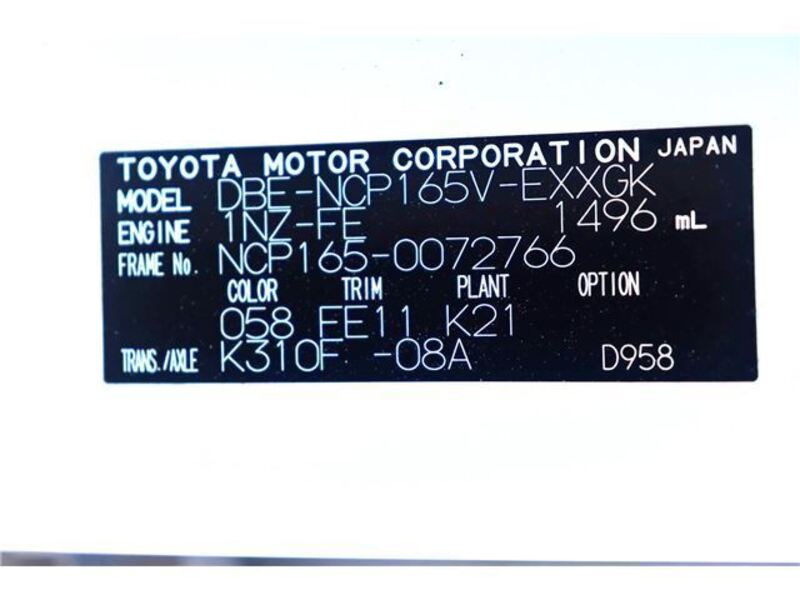 TOYOTA MOTOR CORPORATION JAPAN
MODEL DBE-NCP165V-EXXGK
ENGINE 1NZ-FE 1496 mL
FRAME No. NCP165-0072766
COLOR TRIM PLANT OPTION
058 FE11 K21
TRANS./AXLE K310F -08A D958